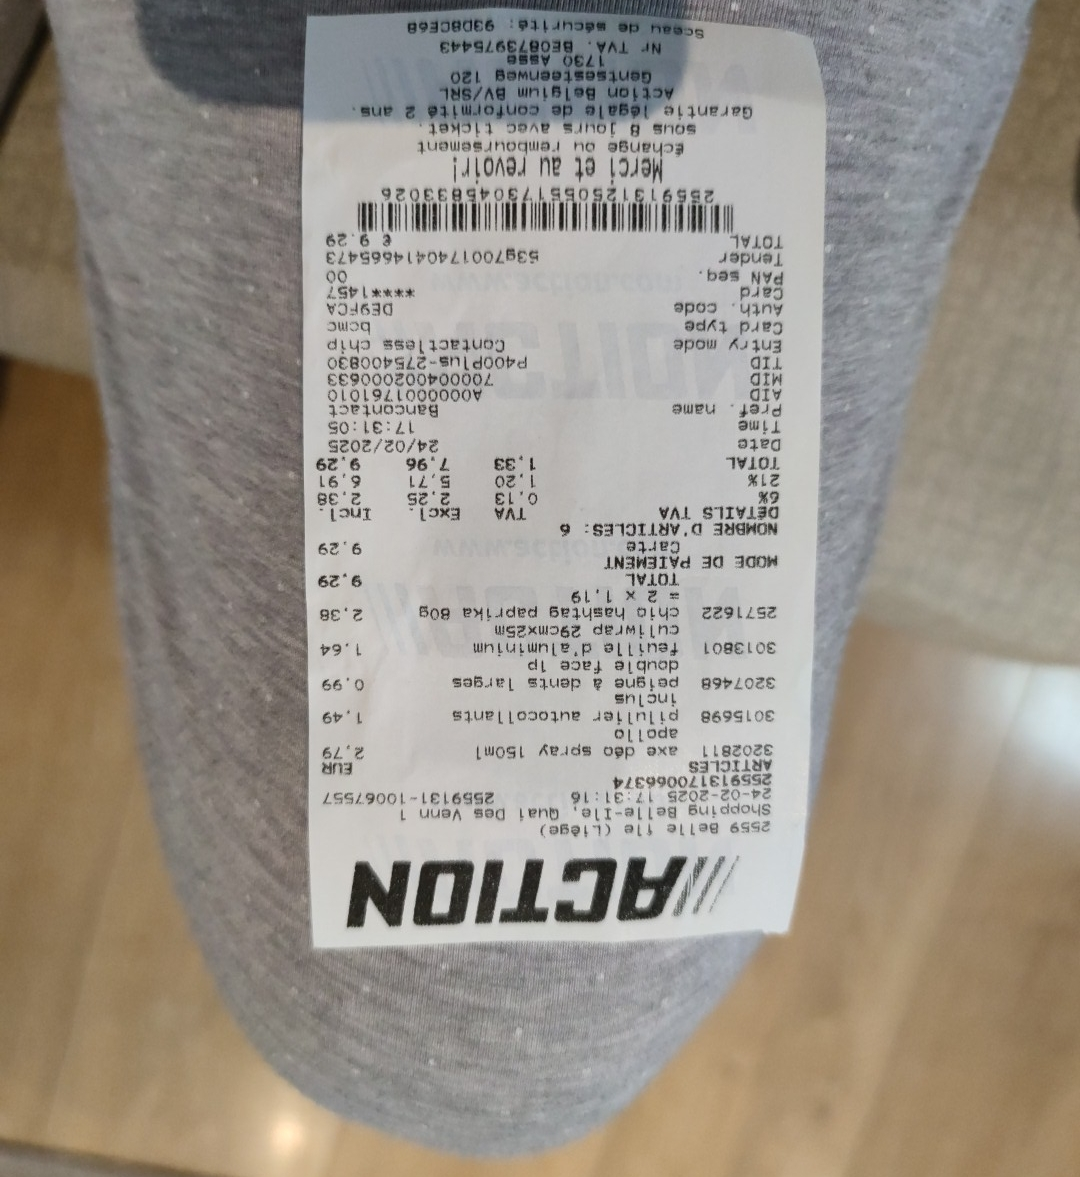 ACTION
2559 Belle île (Liège)
Shopping Belle-Ile, Quai Des Venn 1
24-02-2025 17:31:16 2559131-10067557
255913170066374
ARTICLES EUR
3202811 axe déo spray 150ml 2,79
apollo
3015698 pilulier autocollants 1,49
inclus
3207468 peigne à dents larges 0,99
double face 1p
3013801 feuille d'aluminium 1,64
culiwrap 29cmx25m
2571622 chio hashtag paprika 80g 2,38
= 2 x 1,19
TOTAL 9,29
MODE DE PAIEMENT
Carte 9,29
NOMBRE D'ARTICLES: 6
DÉTAILS TVA TVA Excl. Incl.
6% 0,13 2,25 2,38
21% 1,20 5,71 6,91
TOTAL 1,33 7,96 9,29
Date 24/02/2025
Time 17:31:05
Pref. name Bancontact
AID A0000001761010
MID 70000400200633
TID P400Plus-275400830
Entry mode Contactless chip
Card type bcmc
Auth. code DE9FCA
Card ****1457
PAN seq. 00
Tender 53g7001740414665473
TOTAL € 9,29
2559131250551730458333026
Merci et au revoir!
Échange ou remboursement
sous 8 jours avec ticket.
Garantie légale de conformité 2 ans.
Action Belgium BV/SRL
Gentsesteenweg 120
1730 Asse
Nr TVA. BE0873975443
Sceau de sécurité: 93D8CE68